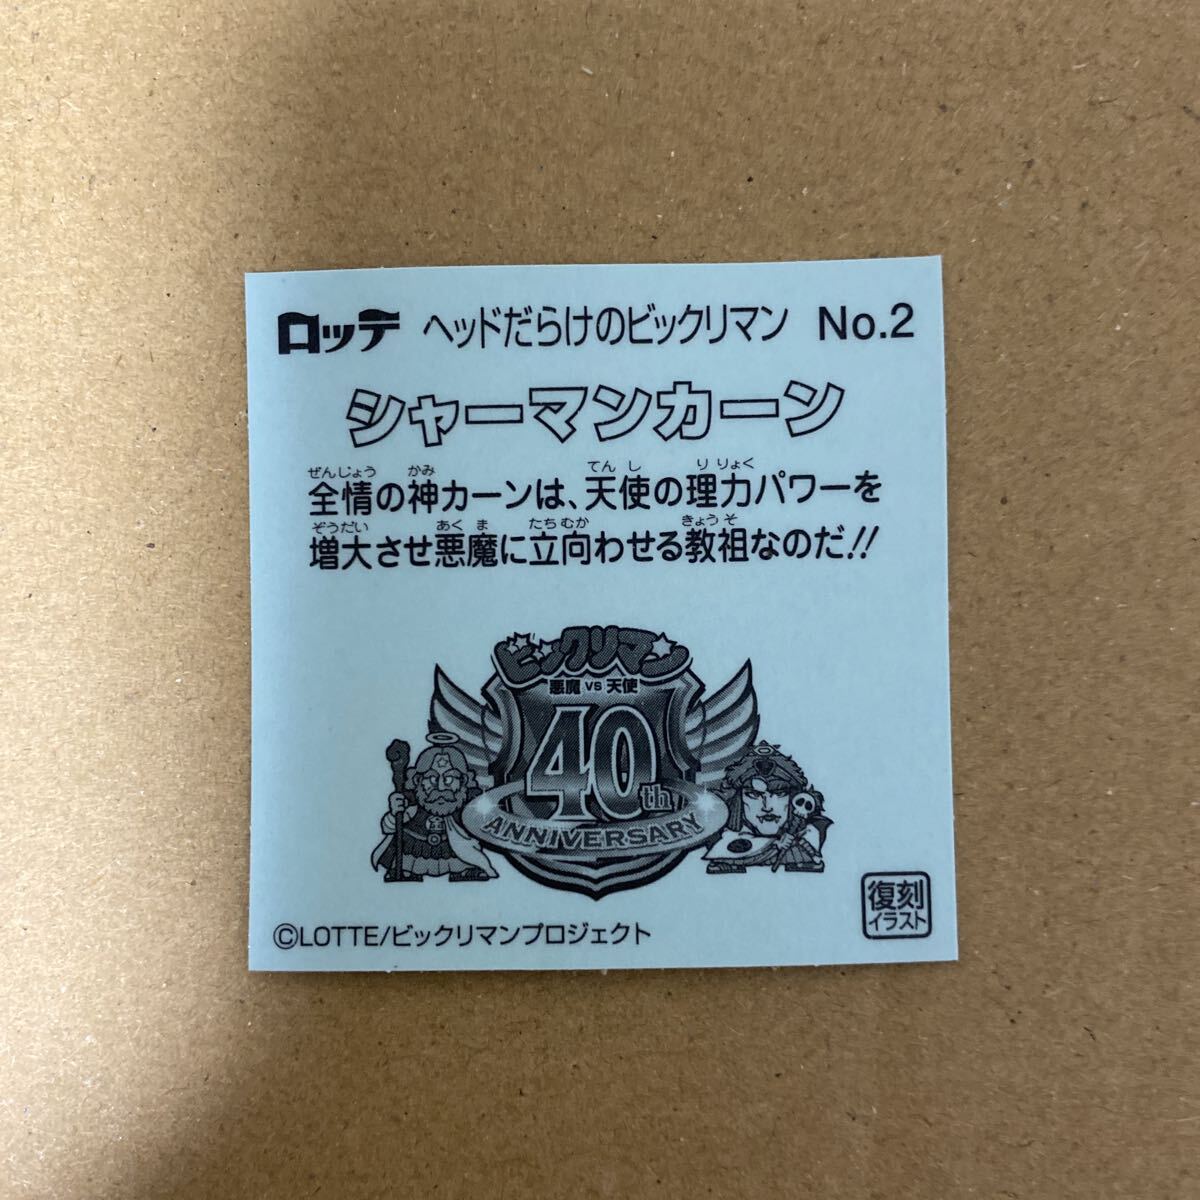 ロッテ ヘッドだらけのビックリマン No.2
シャーマンカーン
ぜんじょう かみ てんし りりょく
全情の神カーンは、天使の理力パワーを
ぞうだい あくま たちむか きょうそ
増大させ悪魔に立向わせる教祖なのだ!!
ビックリマン
悪魔 VS 天使
40th
ANNIVERSARY
復刻
イラスト
©LOTTE/ビックリマンプロジェクト